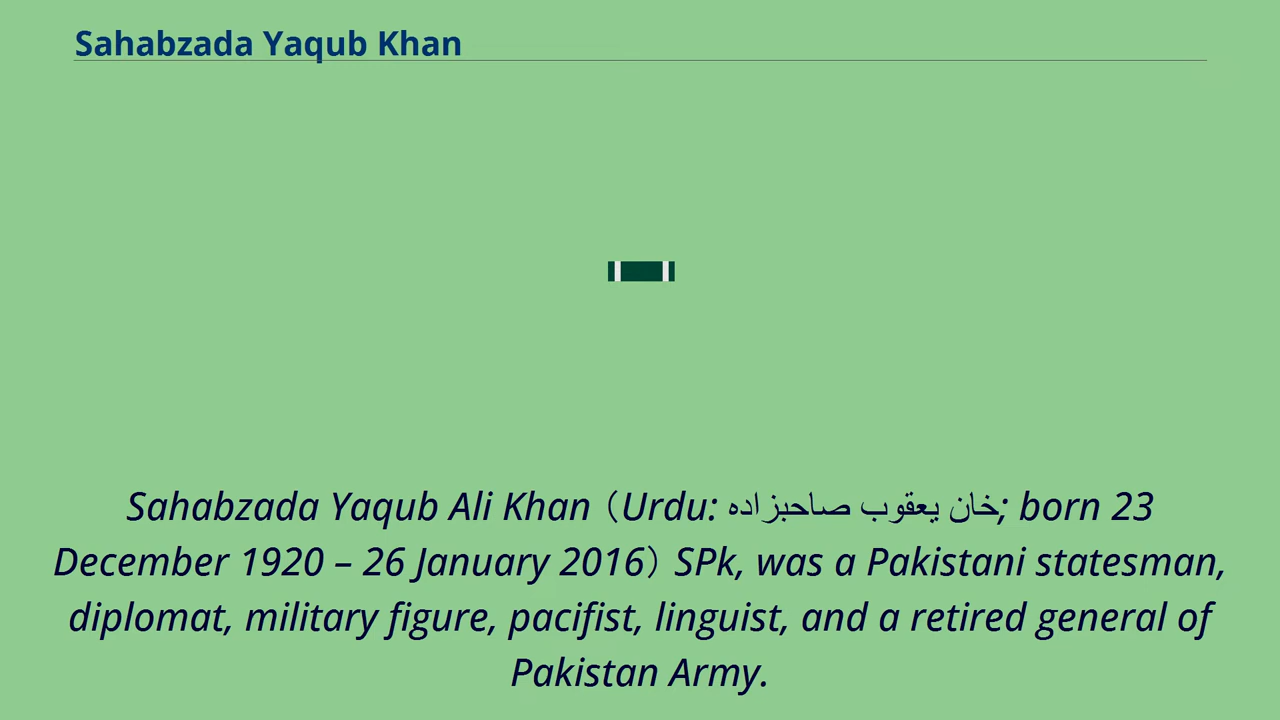 Sahabzada Yaqub Khan
Sahabzada Yaqub Ali Khan (Urdu: خان یعقوب صاحبزاده; born 23
December 1920 – 26 January 2016) SPk, was a Pakistani statesman,
diplomat, military figure, pacifist, linguist, and a retired general of
Pakistan Army.